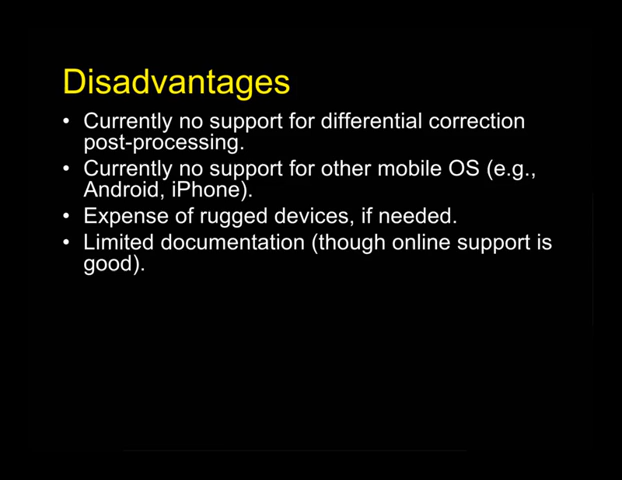 Disadvantages
• Currently no support for differential correction
post-processing.
• Currently no support for other mobile OS (e.g.,
Android, iPhone).
• Expense of rugged devices, if needed.
• Limited documentation (though online support is
good).